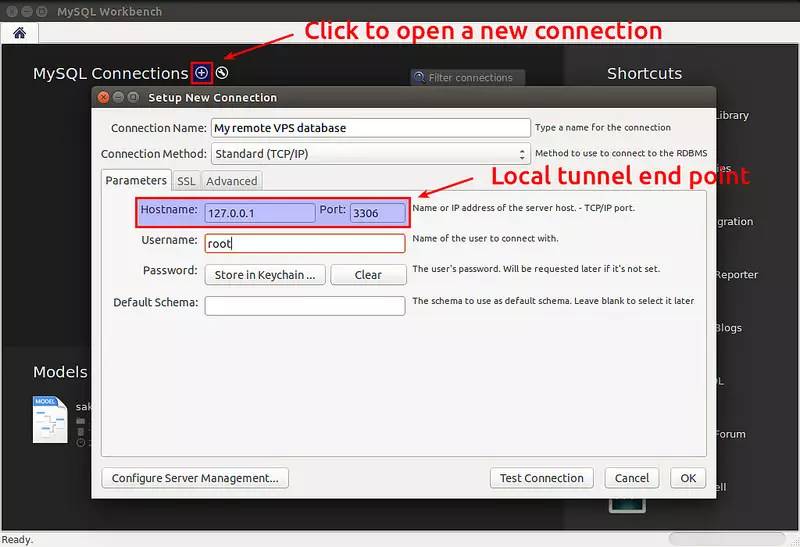 MySQL Workbench
Click to open a new connection
MySQL Connections
Filter connections
Shortcuts
Setup New Connection
Connection Name: My remote VPS database Type a name for the connection
Connection Method: Standard (TCP/IP) Method to use to connect to the RDBMS
Parameters SSL Advanced
Local tunnel end point
Hostname: 127.0.0.1 Port: 3306 Name or IP address of the server host. - TCP/IP port.
Username: root Name of the user to connect with.
Password: Store in Keychain ... Clear The user's password. Will be requested later if it's not set.
Default Schema: The schema to use as default schema. Leave blank to select it later
Library
ies
gration
Reporter
Blogs
Forum
ell
Models
MODEL
sak
Configure Server Management... Test Connection Cancel OK
Ready.